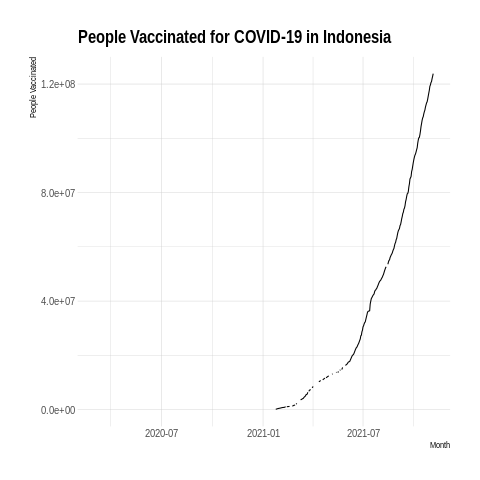 People Vaccinated for COVID-19 in Indonesia
People Vaccinated
1.2e+08
8.0e+07
4.0e+07
0.0e+00
2020-07
2021-01
2021-07
Month